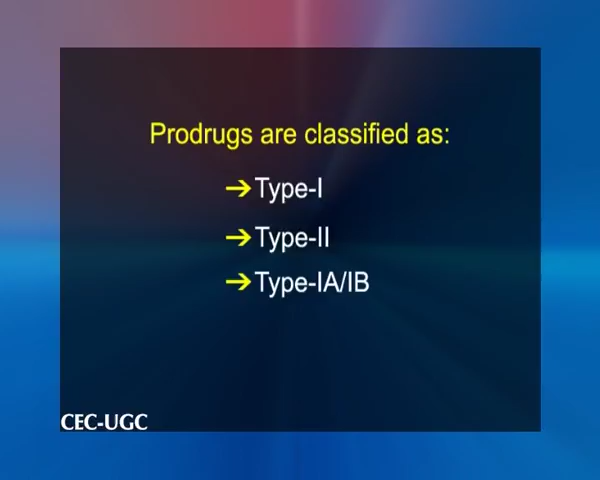 Prodrugs are classified as:
➔Type-I
➔Type-II
➔Type-IA/IB
CEC-UGC